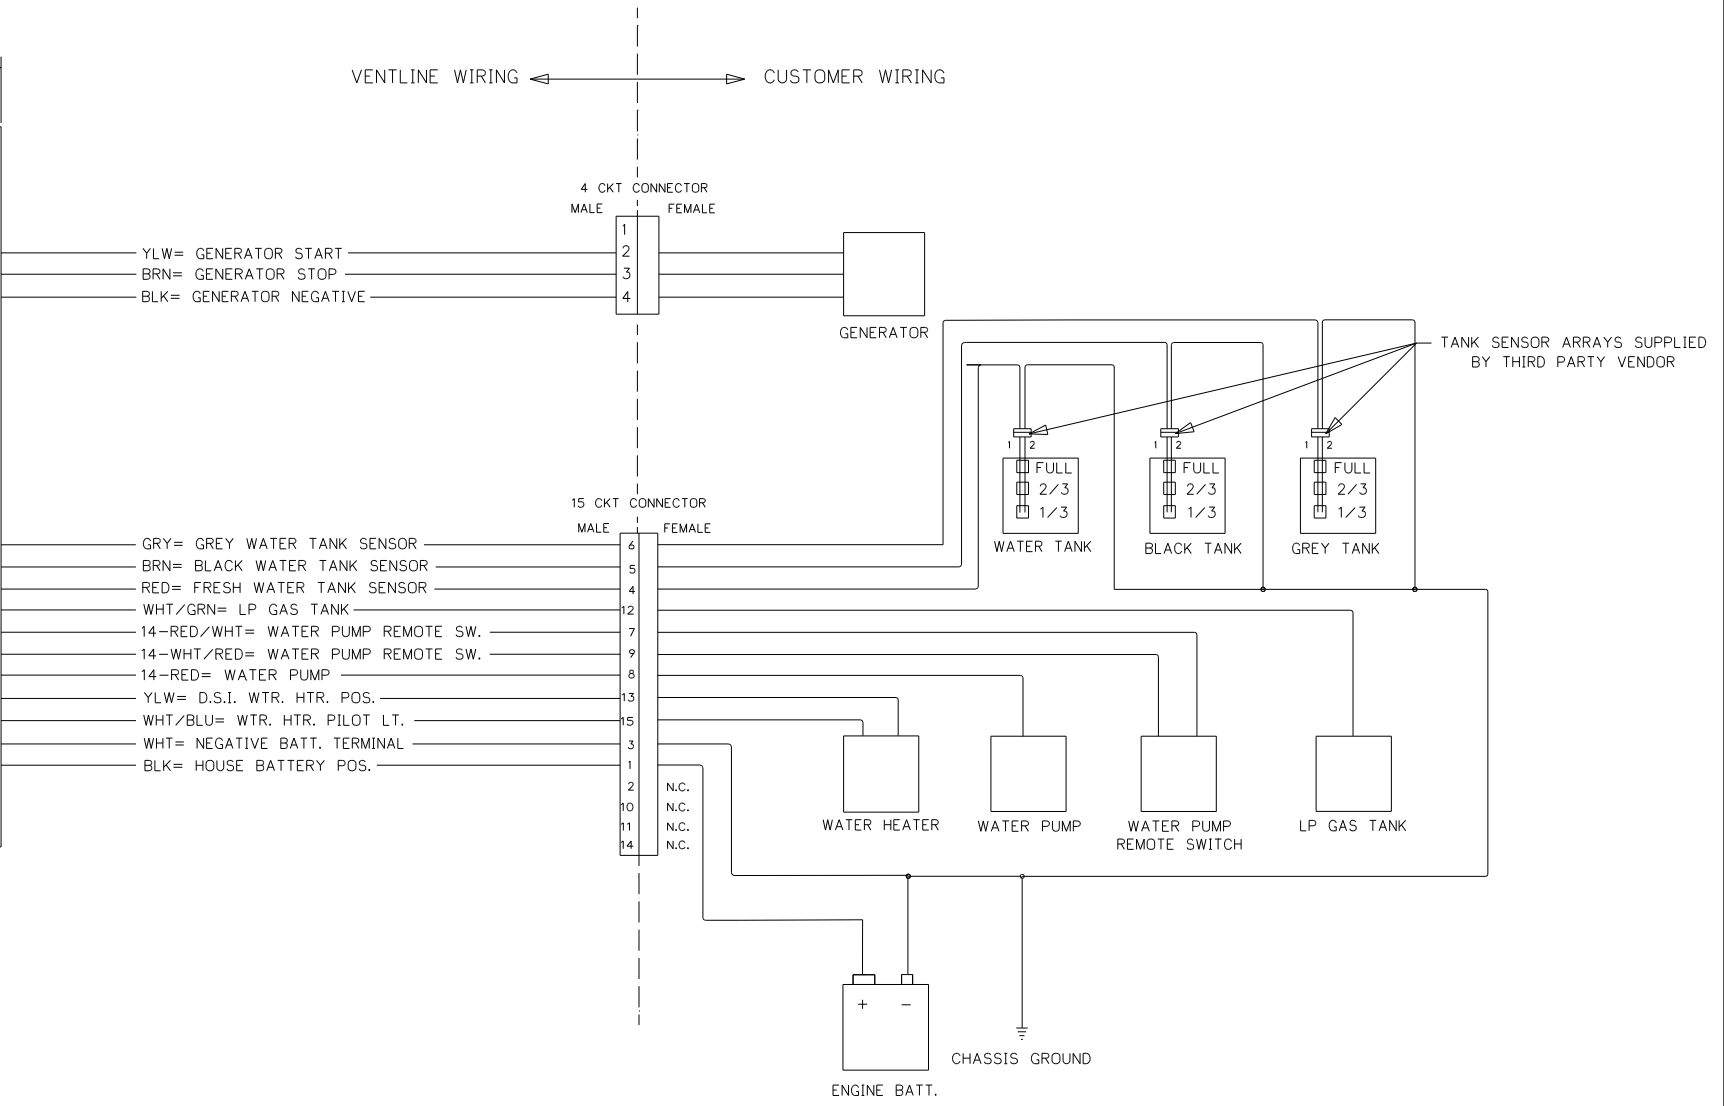 VENTLINE WIRING
CUSTOMER WIRING
4 CKT CONNECTOR
MALE
FEMALE
1
YLW= GENERATOR START
2
BRN= GENERATOR STOP
3
BLK= GENERATOR NEGATIVE
4
GENERATOR
TANK SENSOR ARRAYS SUPPLIED
BY THIRD PARTY VENDOR
1 2
1 2
1 2
FULL
2/3
1/3
WATER TANK
FULL
2/3
1/3
BLACK TANK
FULL
2/3
1/3
GREY TANK
15 CKT CONNECTOR
MALE
FEMALE
GRY= GREY WATER TANK SENSOR
6
BRN= BLACK WATER TANK SENSOR
5
RED= FRESH WATER TANK SENSOR
4
WHT/GRN= LP GAS TANK
12
14-RED/WHT= WATER PUMP REMOTE SW.
7
14-WHT/RED= WATER PUMP REMOTE SW.
9
14-RED= WATER PUMP
8
YLW= D.S.I. WTR. HTR. POS.
13
WHT/BLU= WTR. HTR. PILOT LT.
15
WHT= NEGATIVE BATT. TERMINAL
3
BLK= HOUSE BATTERY POS.
1
2 N.C.
10 N.C.
11 N.C.
14 N.C.
WATER HEATER
WATER PUMP
WATER PUMP
REMOTE SWITCH
LP GAS TANK
+ −
CHASSIS GROUND
ENGINE BATT.